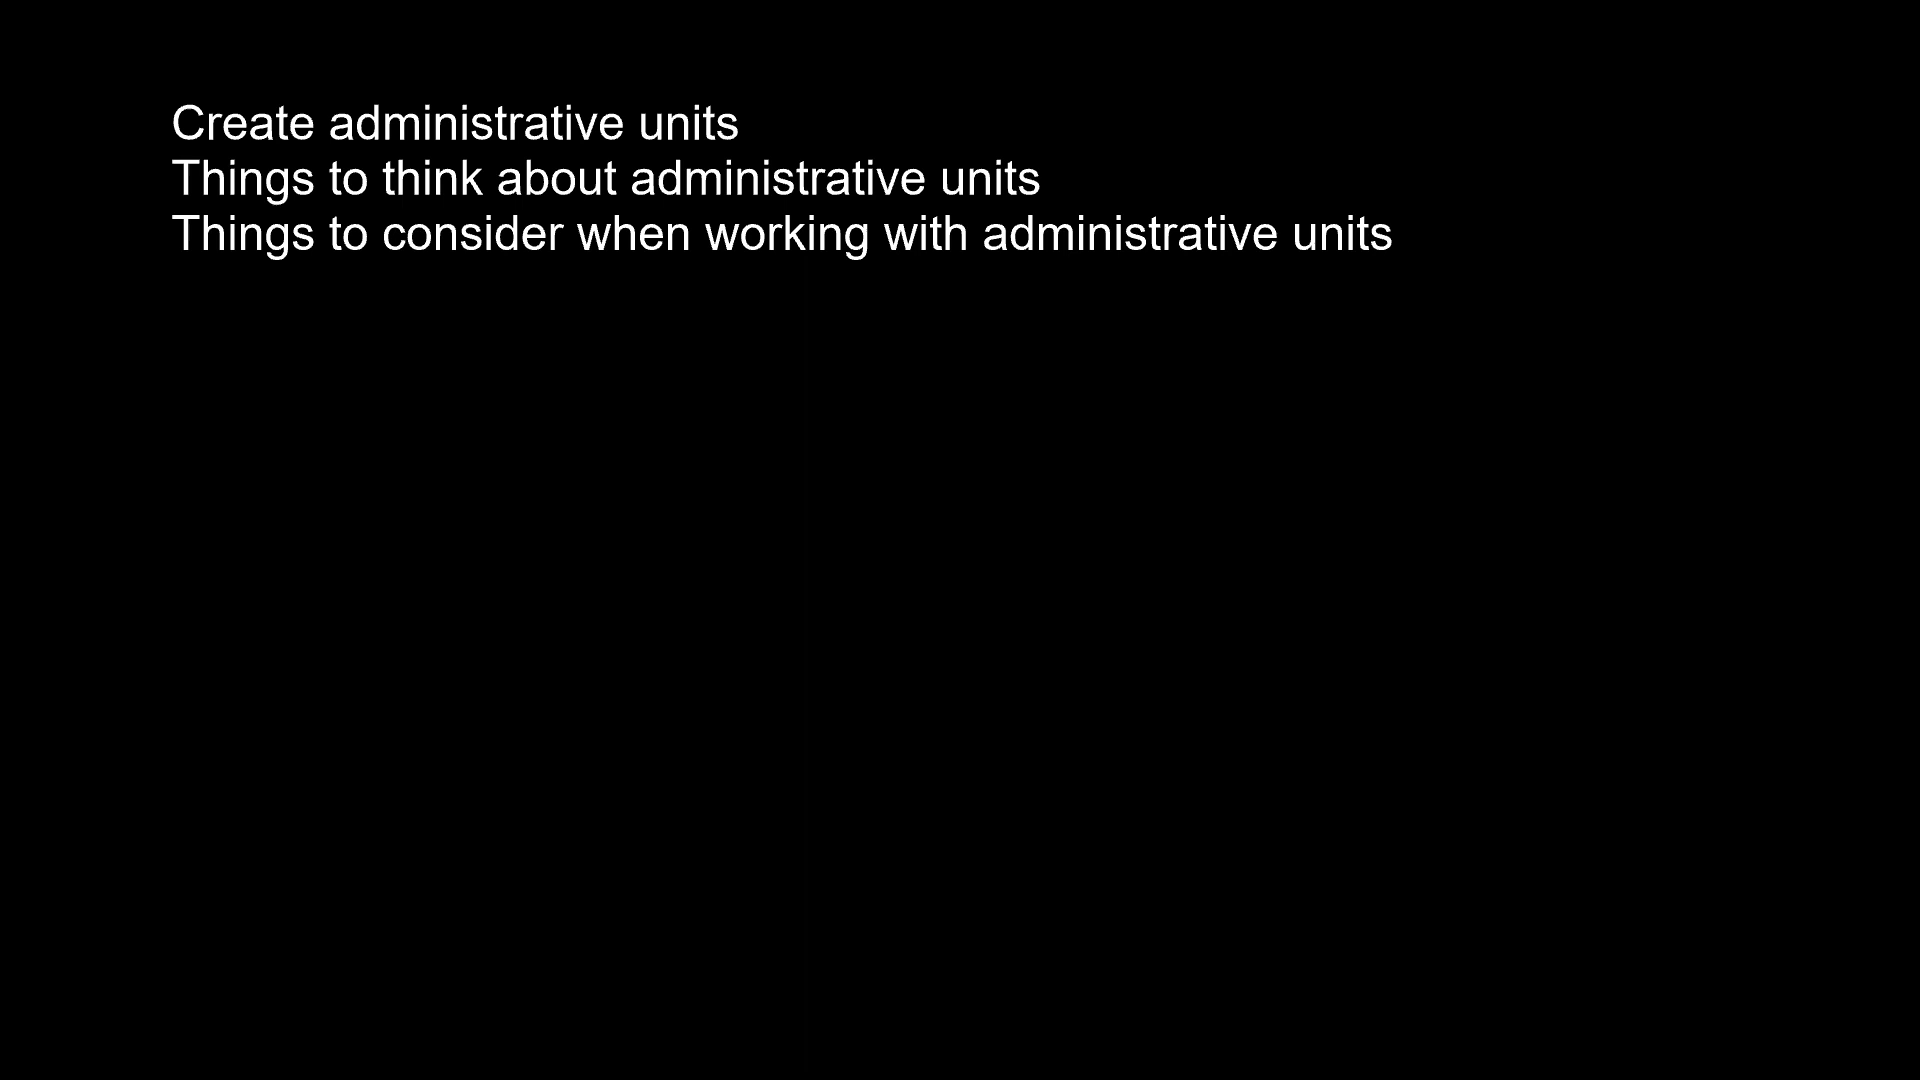 Create administrative units
Things to think about administrative units
Things to consider when working with administrative units